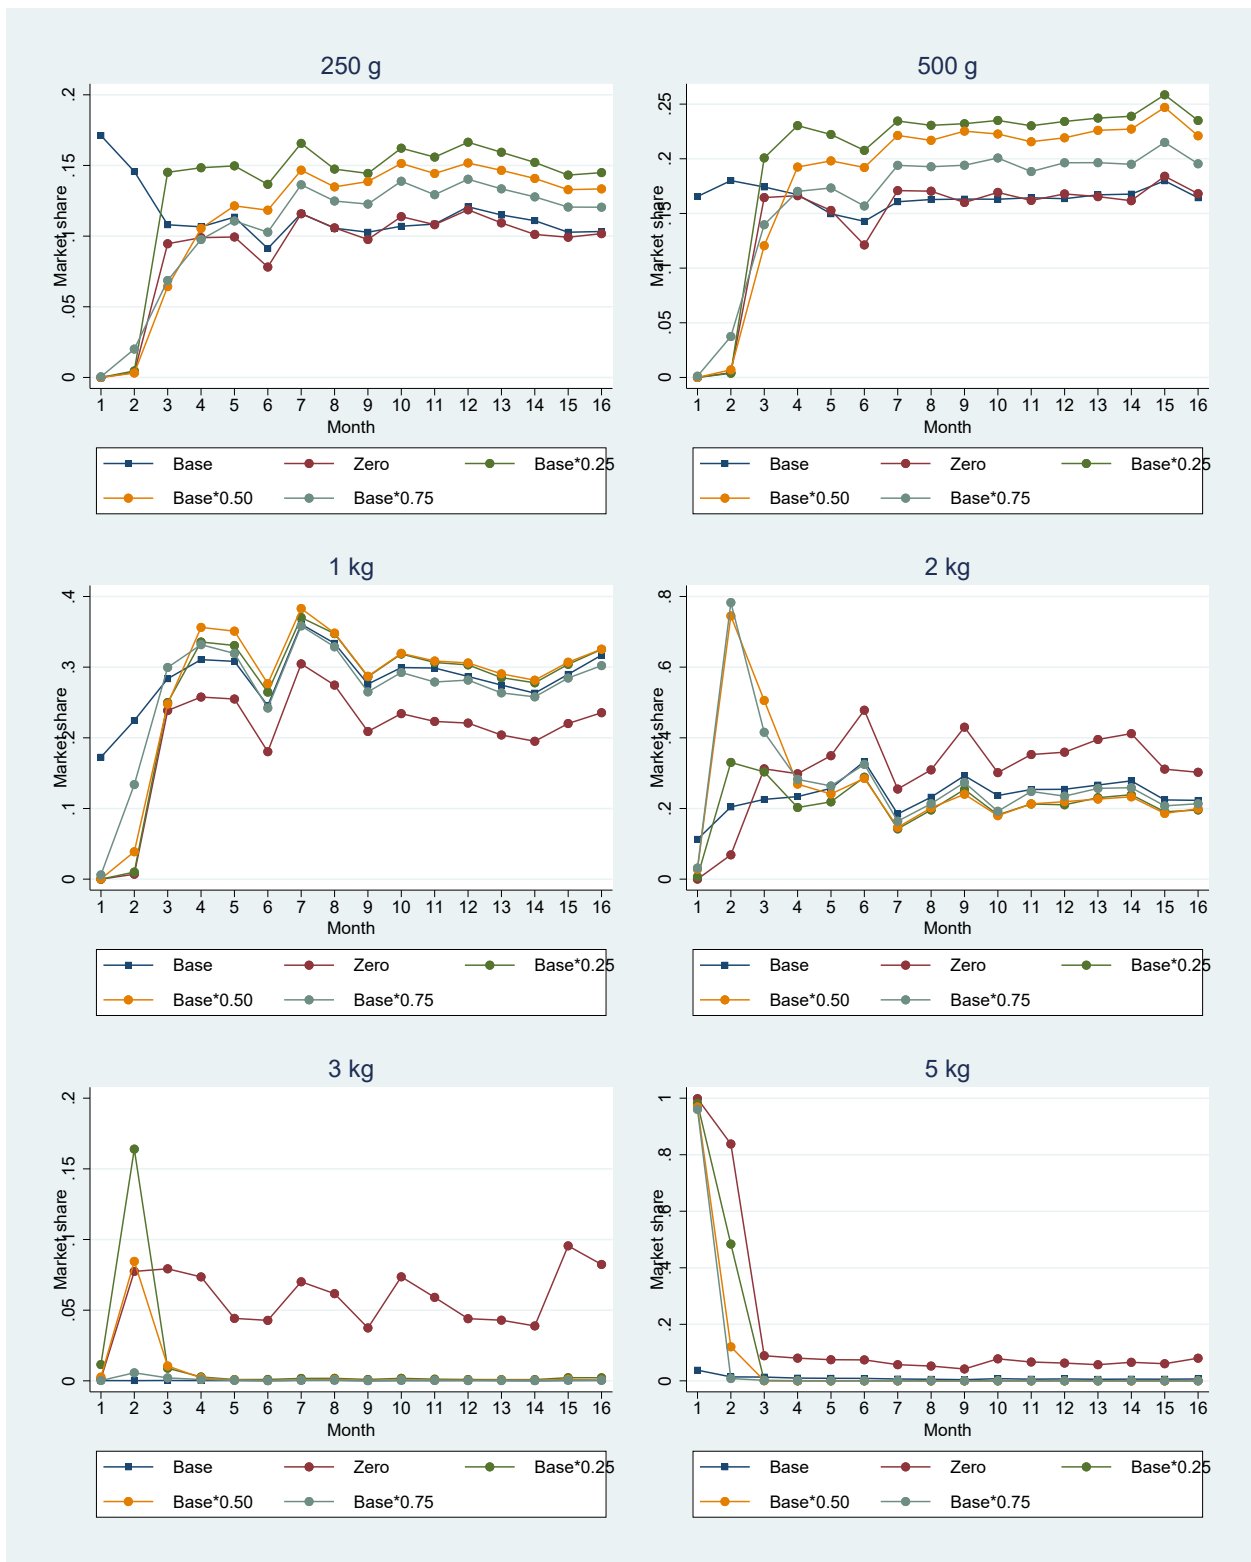 250 g
.2
.15
.1
.05
0
Market share
1 2 3 4 5 6 7 8 9 10 11 12 13 14 15 16
Month
Base Zero Base*0.25
Base*0.50 Base*0.75
500 g
.25
.2
.15
.1
.05
0
Market share
1 2 3 4 5 6 7 8 9 10 11 12 13 14 15 16
Month
Base Zero Base*0.25
Base*0.50 Base*0.75
1 kg
.4
.3
.2
.1
0
Market share
1 2 3 4 5 6 7 8 9 10 11 12 13 14 15 16
Month
Base Zero Base*0.25
Base*0.50 Base*0.75
2 kg
.8
.6
.4
.2
0
Market share
1 2 3 4 5 6 7 8 9 10 11 12 13 14 15 16
Month
Base Zero Base*0.25
Base*0.50 Base*0.75
3 kg
.2
.15
.1
.05
0
Market share
1 2 3 4 5 6 7 8 9 10 11 12 13 14 15 16
Month
Base Zero Base*0.25
Base*0.50 Base*0.75
5 kg
1
.8
.6
.4
.2
0
Market share
1 2 3 4 5 6 7 8 9 10 11 12 13 14 15 16
Month
Base Zero Base*0.25
Base*0.50 Base*0.75